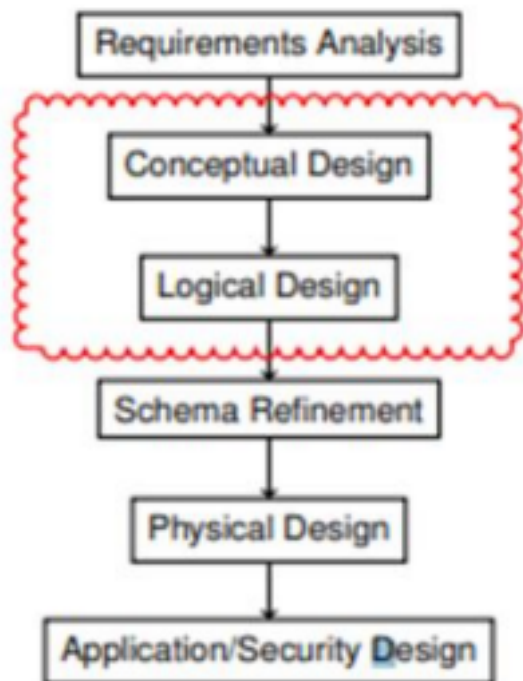 Requirements Analysis
Conceptual Design
Logical Design
Schema Refinement
Physical Design
Application/Security Design